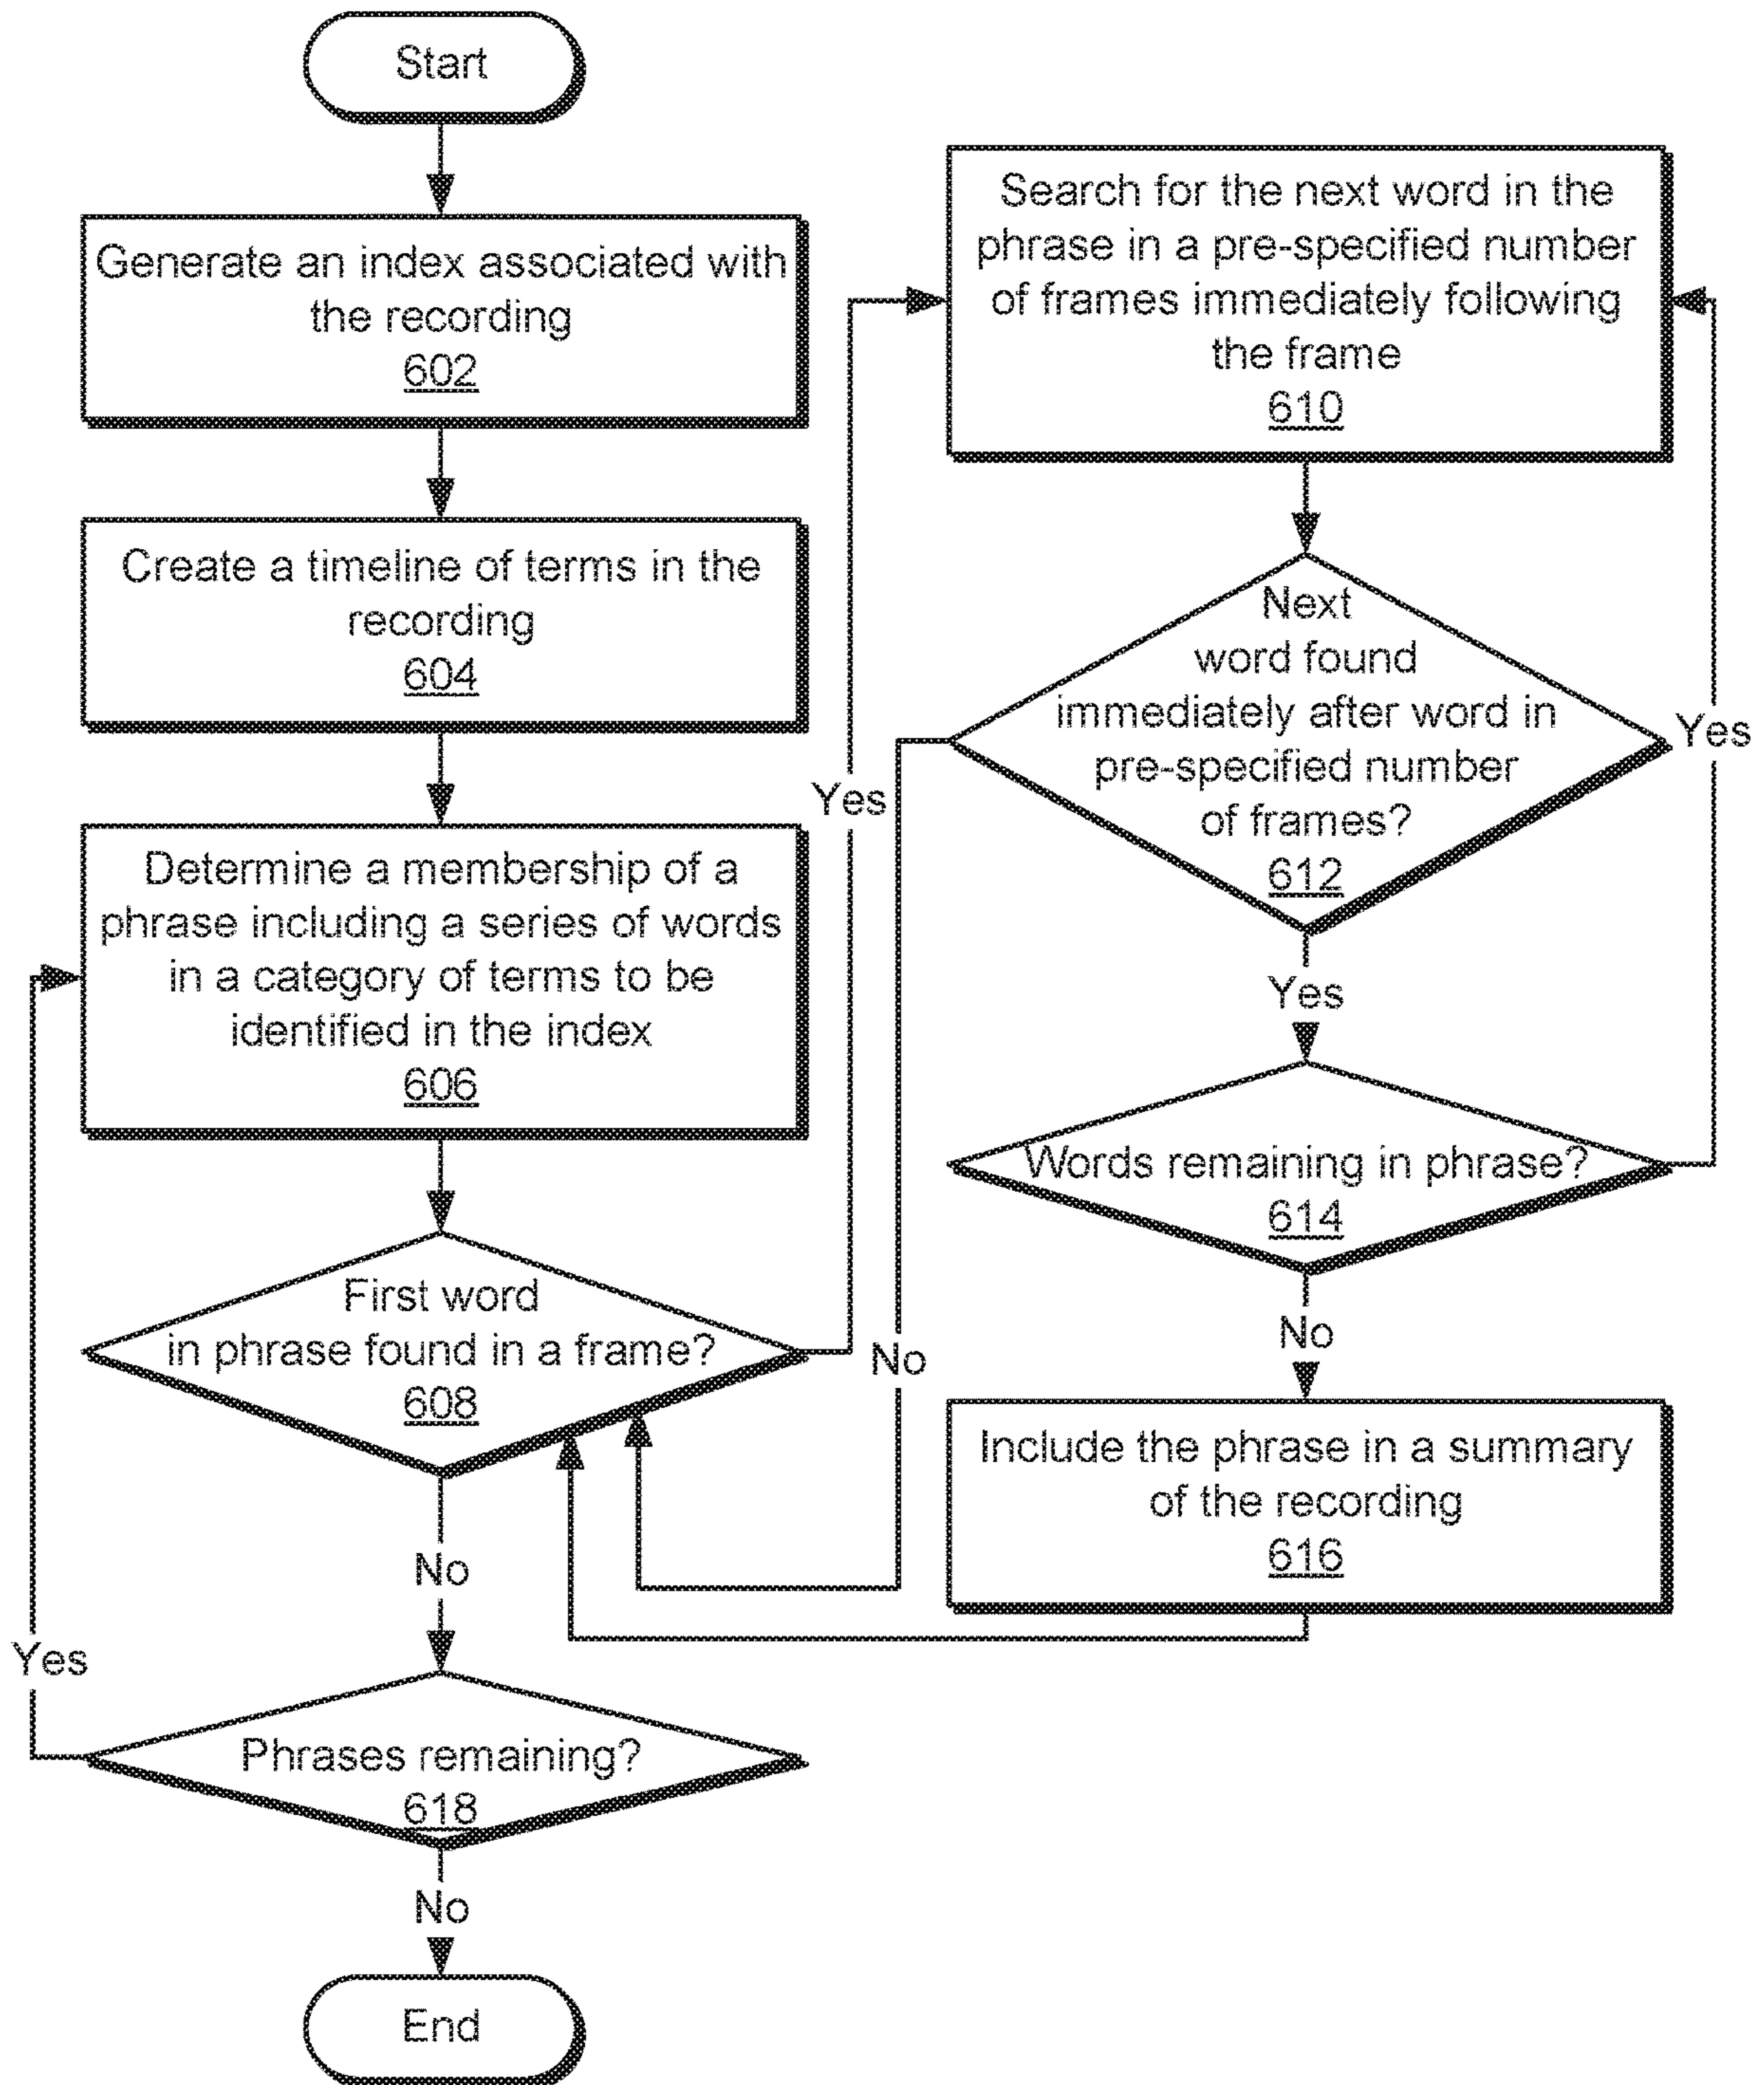 Start
Generate an index associated with
the recording
602
Create a timeline of terms in the
recording
604
Determine a membership of a
phrase including a series of words
in a category of terms to be
identified in the index
606
First word
in phrase found in a frame?
608
No
Yes
Phrases remaining?
618
Yes
No
End
Search for the next word in the
phrase in a pre-specified number
of frames immediately following
the frame
610
Next
word found
immediately after word in
pre-specified number
of frames?
612
No
Yes
Words remaining in phrase?
614
Yes
No
Include the phrase in a summary
of the recording
616